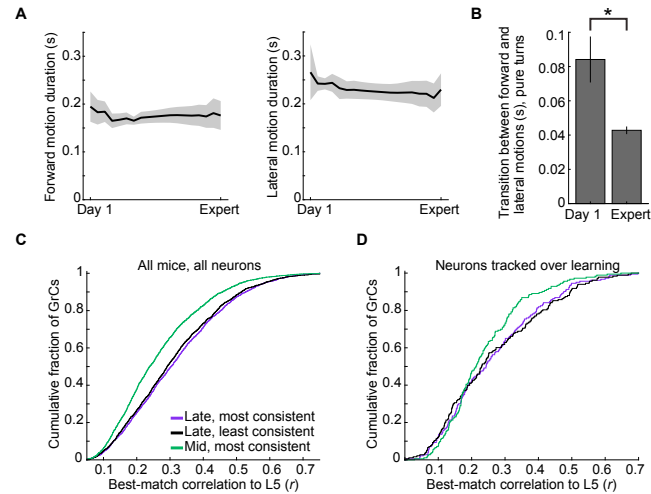 A
Forward motion duration (s)
0.3
0.2
0.1
0
Day 1
Expert
Lateral motion duration (s)
0.3
0.2
0.1
0
Day 1
Expert
B
*
Transition between forward and
lateral motions (s), pure turns
0.1
0.08
0.06
0.04
0.02
0
Day 1
Expert
C
All mice, all neurons
Cumulative fraction of GrCs
1.0
0.8
0.6
0.4
0.2
0
0.1
0.2
0.3
0.4
0.5
0.6
0.7
Late, most consistent
Late, least consistent
Mid, most consistent
Best-match correlation to L5 (r)
D
Neurons tracked over learning
Cumulative fraction of GrCs
1.0
0.8
0.6
0.4
0.2
0
0
0.1
0.2
0.3
0.4
0.5
0.6
0.7
Best-match correlation to L5 (r)